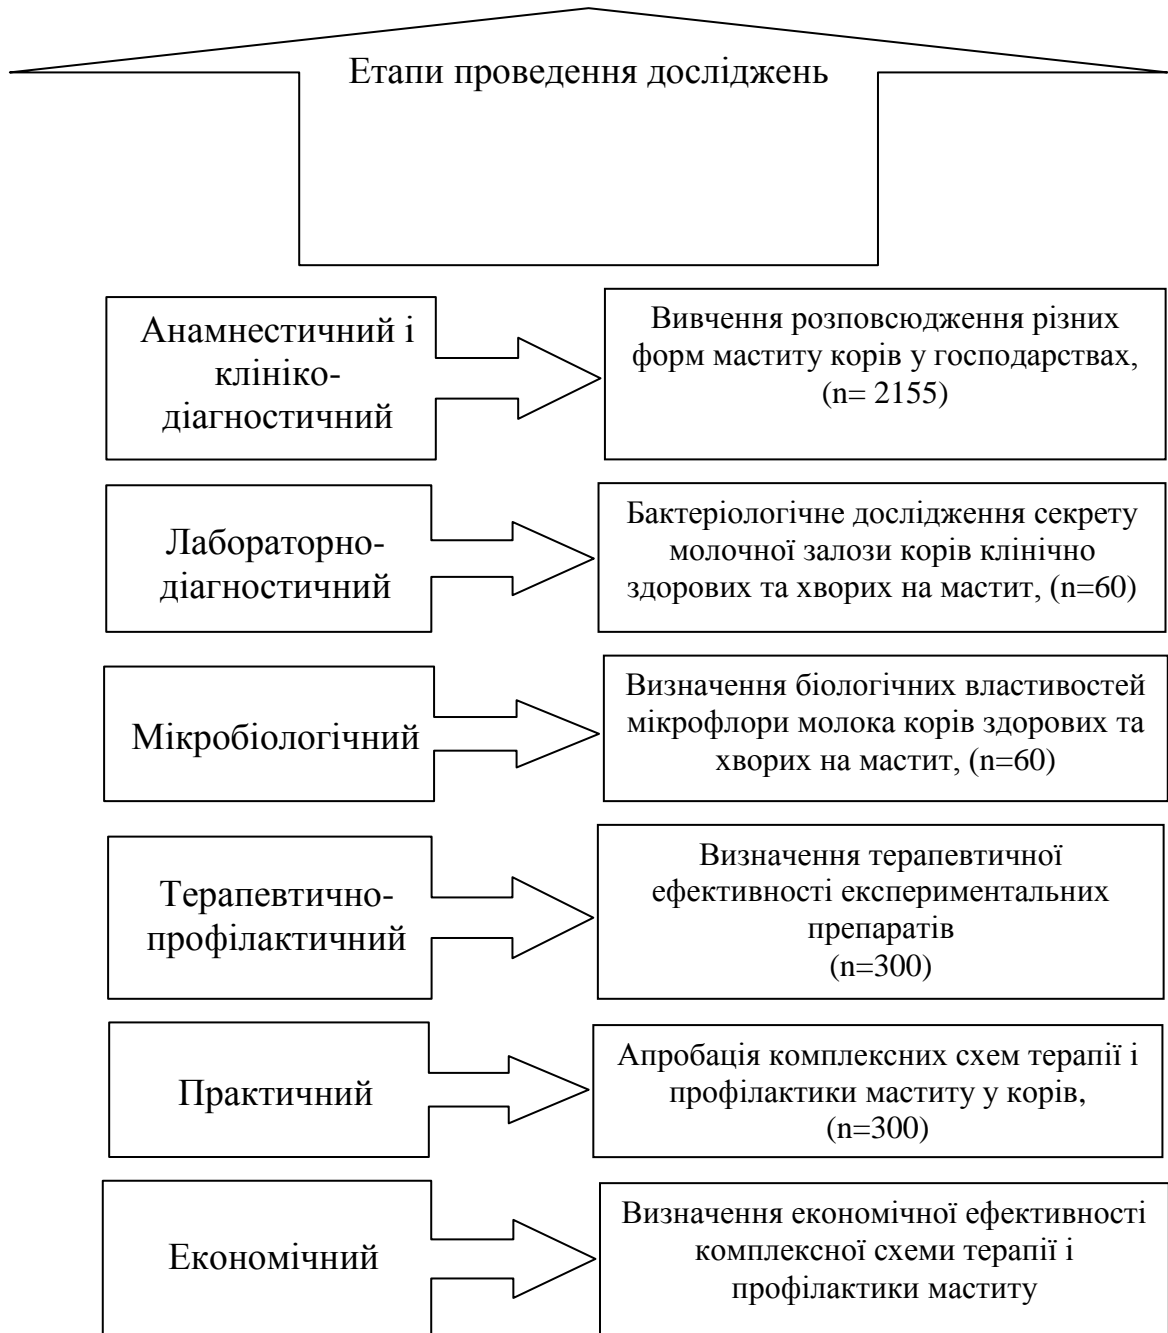 Етапи проведення досліджень
Анамнестичний і
клініко-
діагностичний
Вивчення розповсюдження різних
форм маститу корів у господарствах,
(n= 2155)
Лабораторно-
діагностичний
Бактеріологічне дослідження секрету
молочної залози корів клінічно
здорових та хворих на мастит, (n=60)
Мікробіологічний
Визначення біологічних властивостей
мікрофлори молока корів здорових та
хворих на мастит, (n=60)
Терапевтично-
профілактичний
Визначення терапевтичної
ефективності експериментальних
препаратів
(n=300)
Практичний
Апробація комплексних схем терапії і
профілактики маститу у корів,
(n=300)
Економічний
Визначення економічної ефективності
комплексної схеми терапії і
профілактики маститу